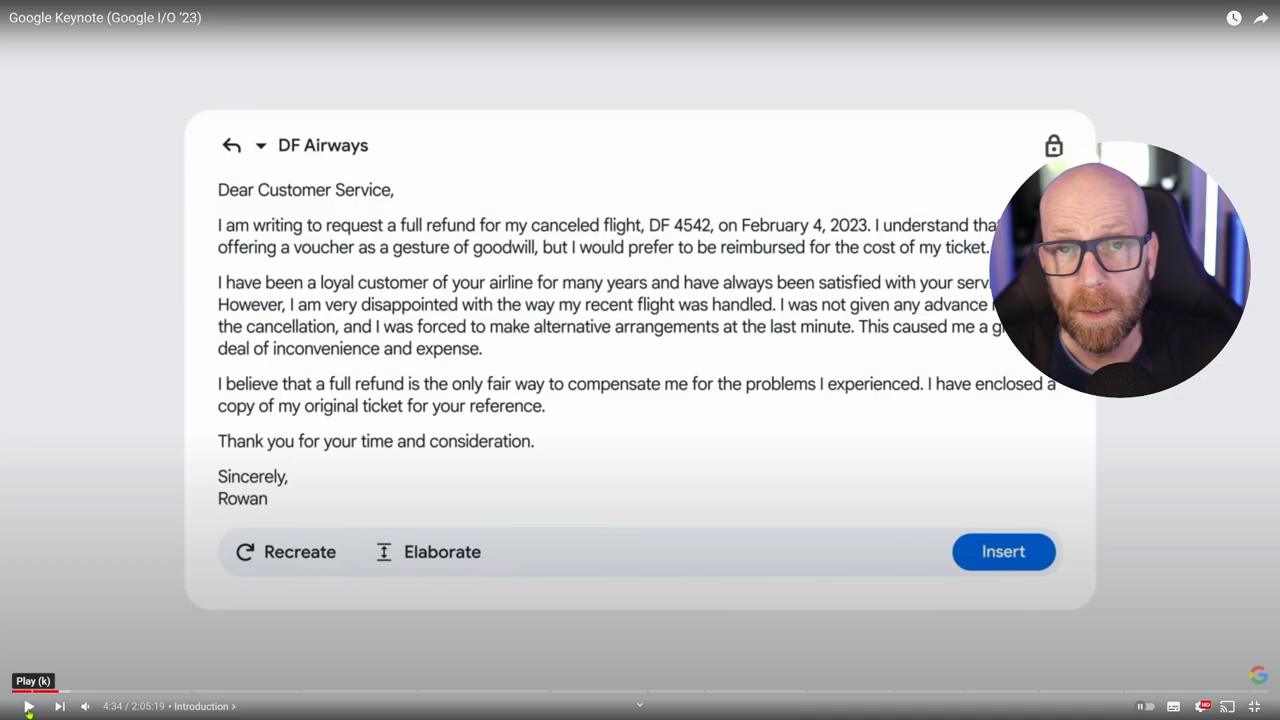 Google Keynote (Google I/O ‘23)
DF Airways
Dear Customer Service,
I am writing to request a full refund for my canceled flight, DF 4542, on February 4, 2023. I understand
offering a voucher as a gesture of goodwill, but I would prefer to be reimbursed for the cost of my ticket.
I have been a loyal customer of your airline for many years and have always been satisfied with your
However, I am very disappointed with the way my recent flight was handled. I was not given any advance
the cancellation, and I was forced to make alternative arrangements at the last minute. This caused me a
deal of inconvenience and expense.
I believe that a full refund is the only fair way to compensate me for the problems I experienced. I have enclosed a
copy of my original ticket for your reference.
Thank you for your time and consideration.
Sincerely,
Rowan
Recreate
Elaborate
Insert
Play (k)
4:34 / 2:05:19 • Introduction >
HD